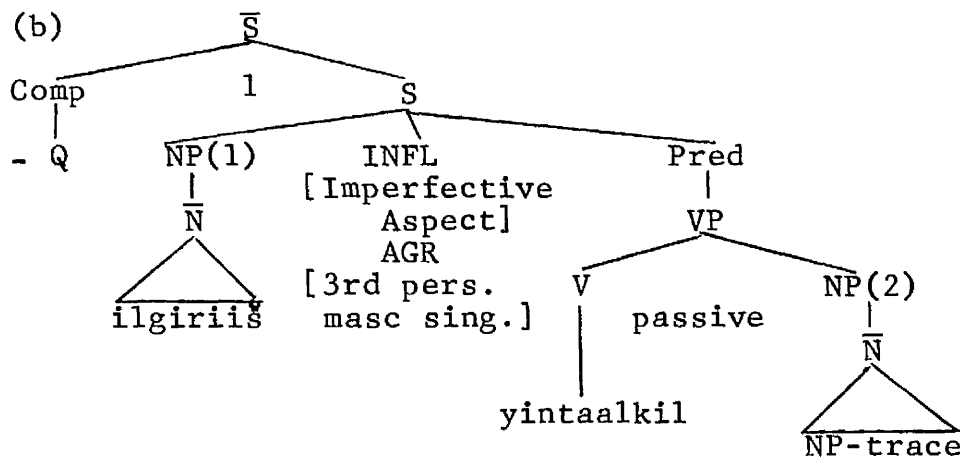 (b) S̅
Comp 1 S
- Q NP(1) INFL Pred
[Imperfective
N̅ Aspect] VP
AGR
[3rd pers. V NP(2)
ilgiriiš masc sing.] passive
N̅
yintaalkil
NP-trace